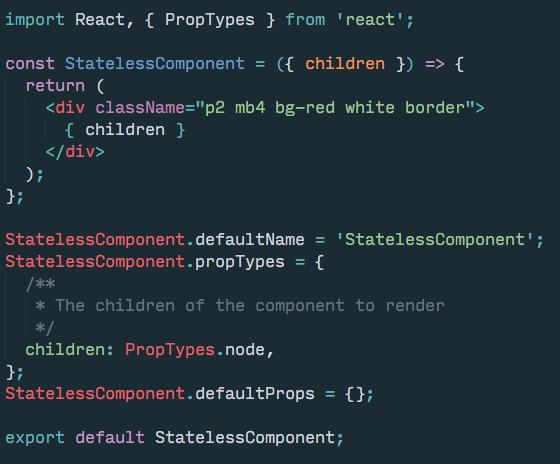 import React, { PropTypes } from 'react';

const StatelessComponent = ({ children }) => {
  return (
    <div className="p2 mb4 bg-red white border">
      { children }
    </div>
  );
};

StatelessComponent.defaultName = 'StatelessComponent';
StatelessComponent.propTypes = {
  /**
   * The children of the component to render
   */
  children: PropTypes.node,
};
StatelessComponent.defaultProps = {};

export default StatelessComponent;